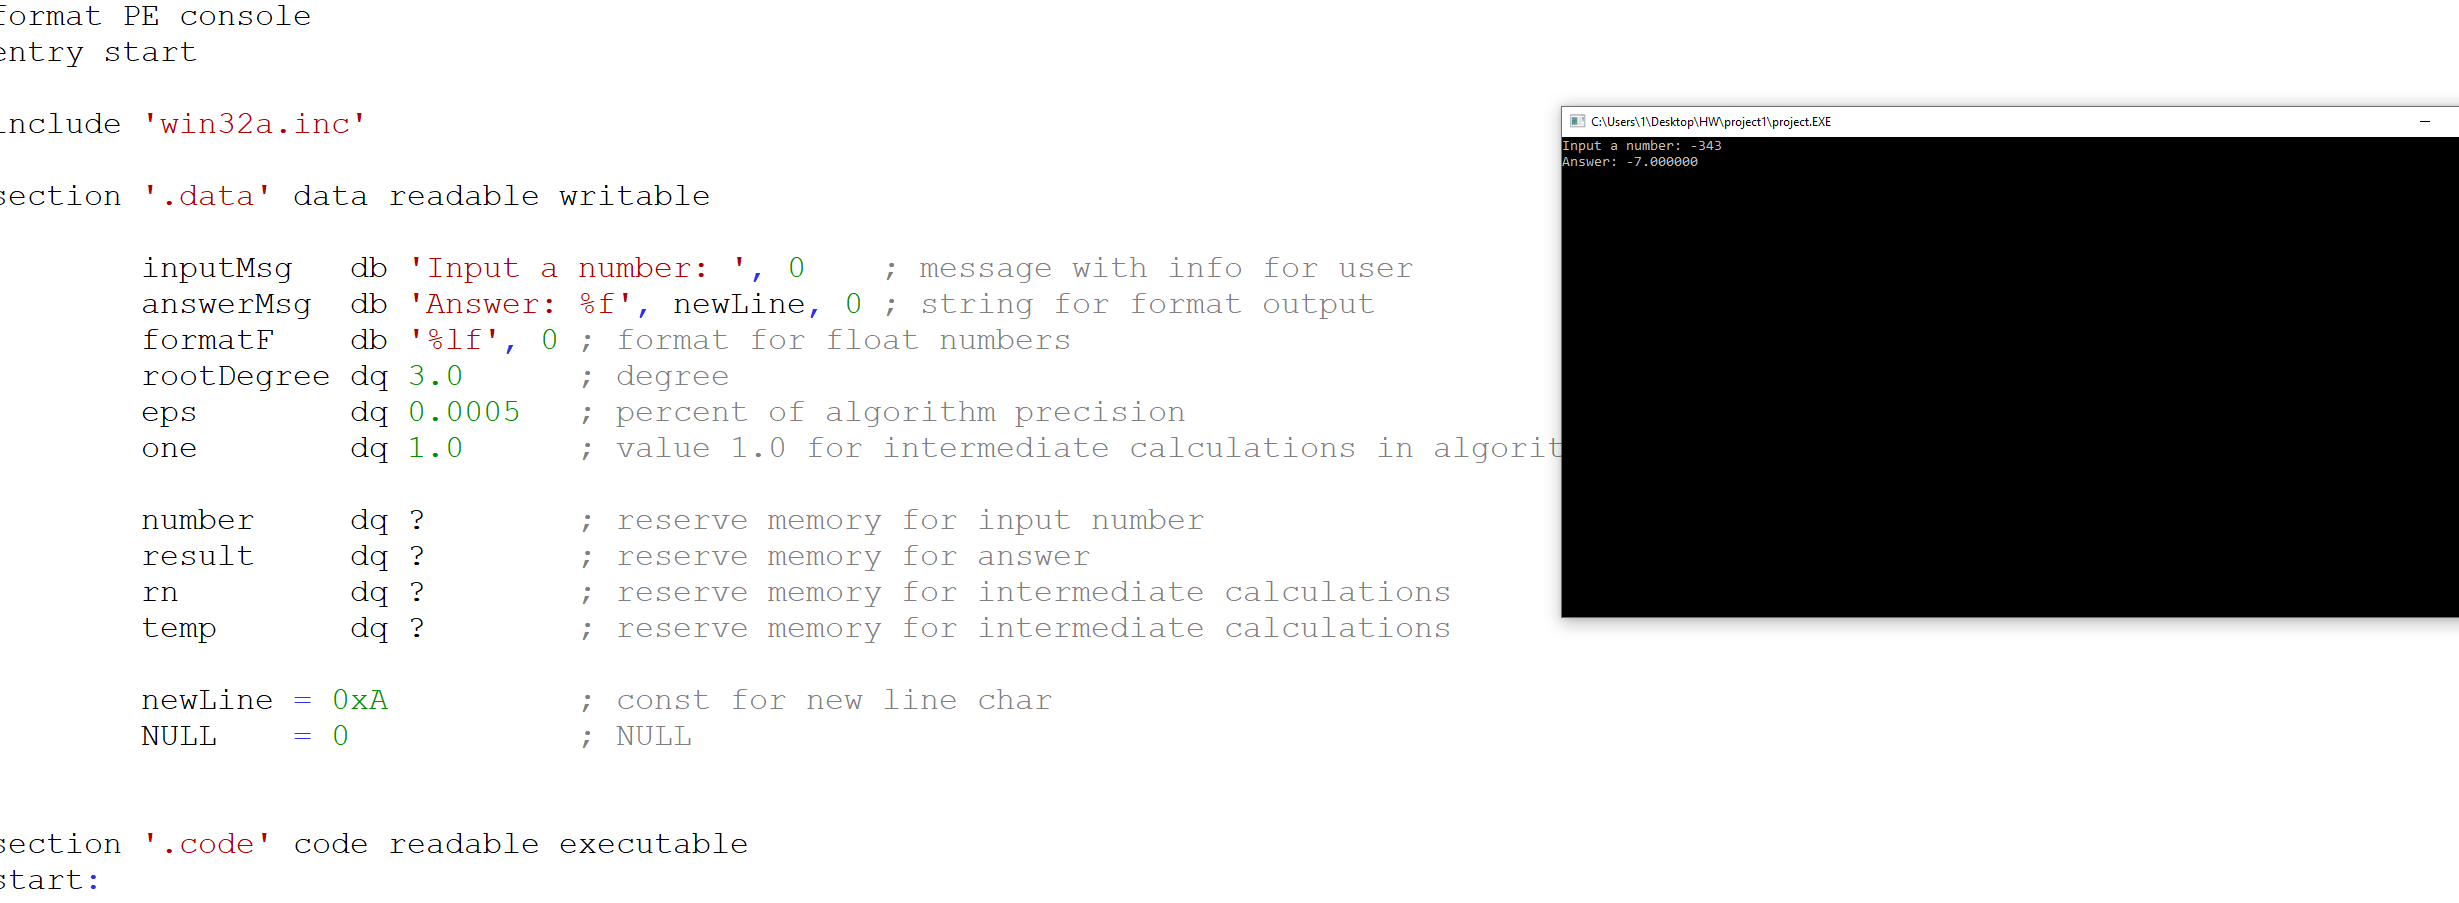 format PE console
entry start
include 'win32a.inc'
section '.data' data readable writable
inputMsg db 'Input a number: ', 0 ; message with info for user
answerMsg db 'Answer: %f', newLine, 0 ; string for format output
formatF db '%lf', 0 ; format for float numbers
rootDegree dq 3.0 ; degree
eps dq 0.0005 ; percent of algorithm precision
one dq 1.0 ; value 1.0 for intermediate calculations in algorit
number dq ? ; reserve memory for input number
result dq ? ; reserve memory for answer
rn dq ? ; reserve memory for intermediate calculations
temp dq ? ; reserve memory for intermediate calculations
newLine = 0xA ; const for new line char
NULL = 0 ; NULL
section '.code' code readable executable
start:
C:\Users\1\Desktop\HW\project1\project.EXE
Input a number: -343
Answer: -7.000000